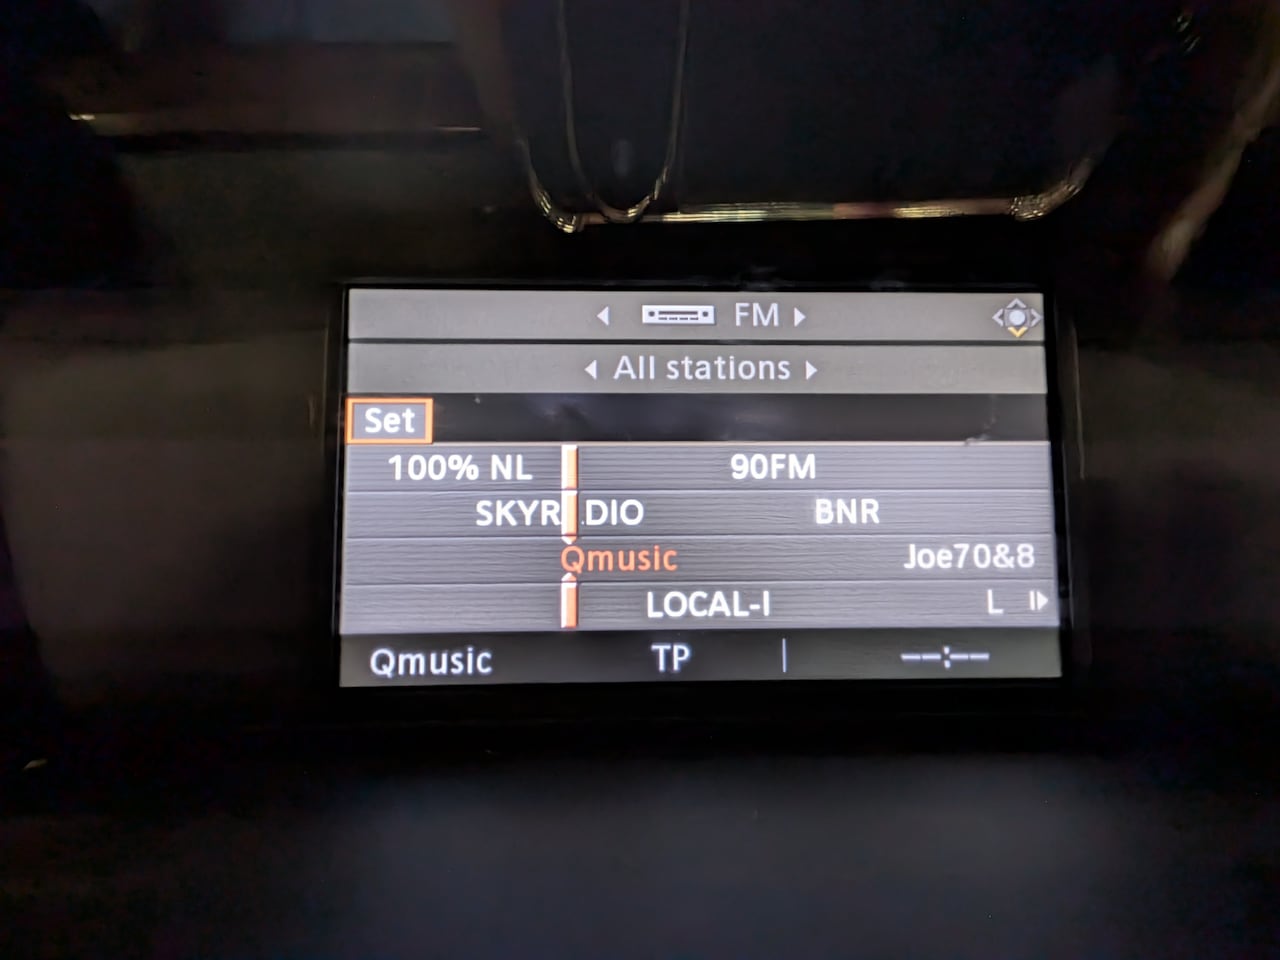 FM
All stations
Set
100% NL 90FM
SKYR DIO BNR
Qmusic Joe70&8
LOCAL-I L
Qmusic TP --:--